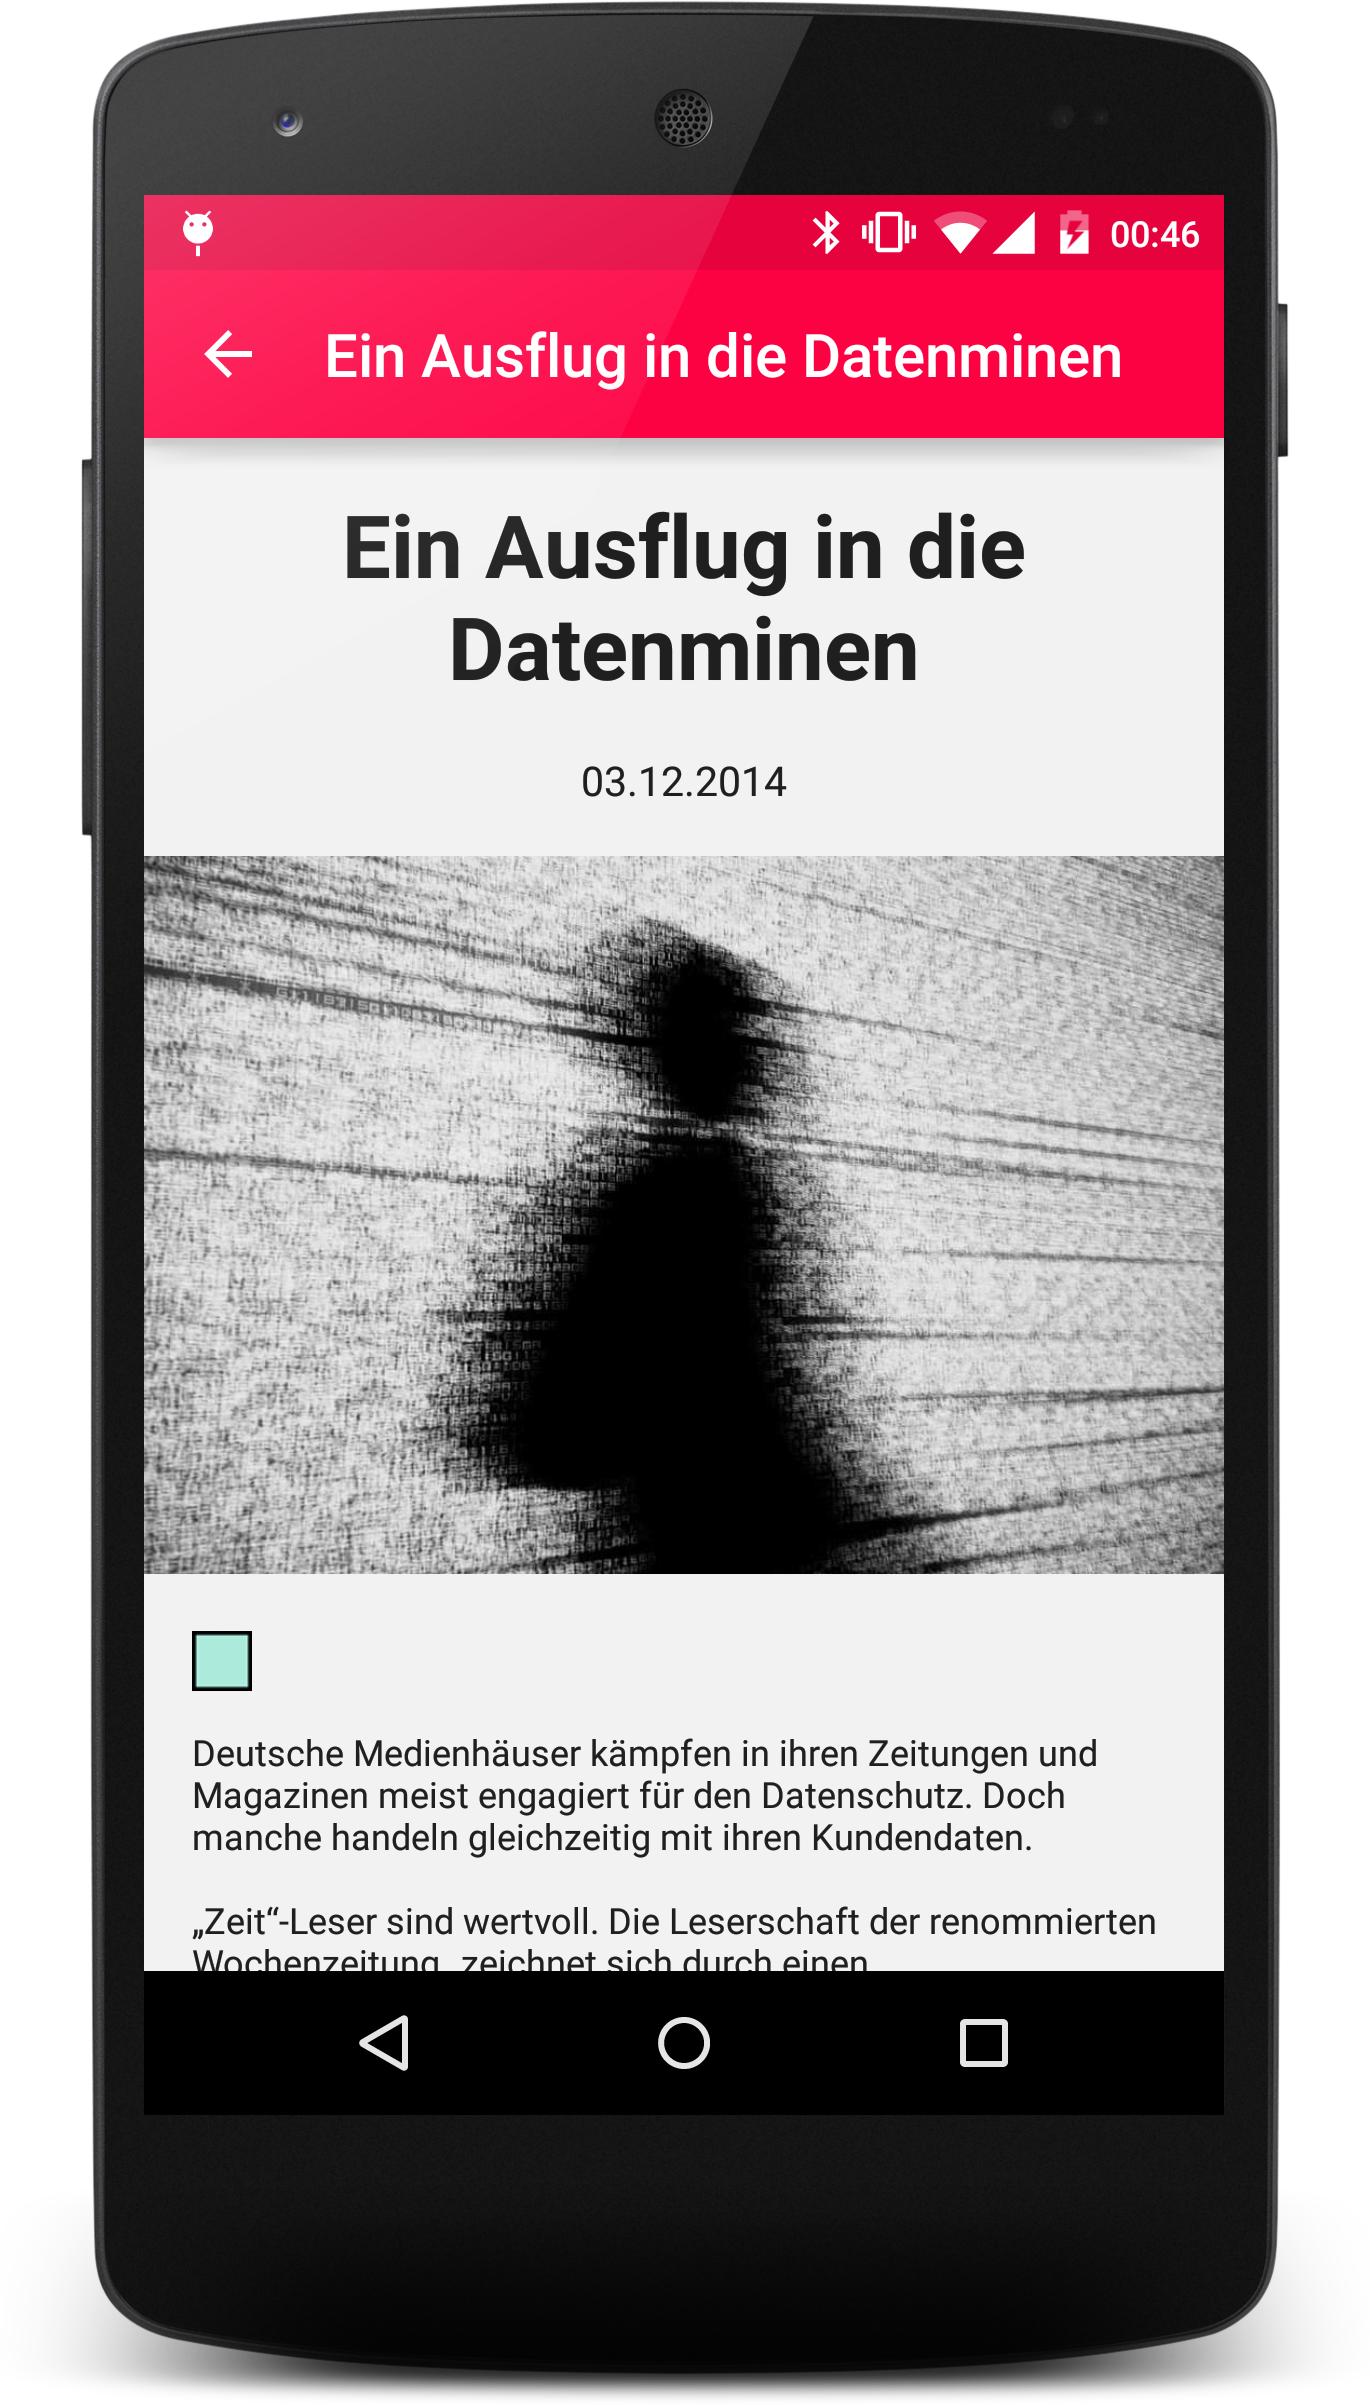 00:46
Ein Ausflug in die Datenminen
Ein Ausflug in die
Datenminen
03.12.2014
Deutsche Medienhäuser kämpfen in ihren Zeitungen und
Magazinen meist engagiert für den Datenschutz. Doch
manche handeln gleichzeitig mit ihren Kundendaten.
„Zeit“-Leser sind wertvoll. Die Leserschaft der renommierten
Wochenzeitung „zeichnet sich durch einen